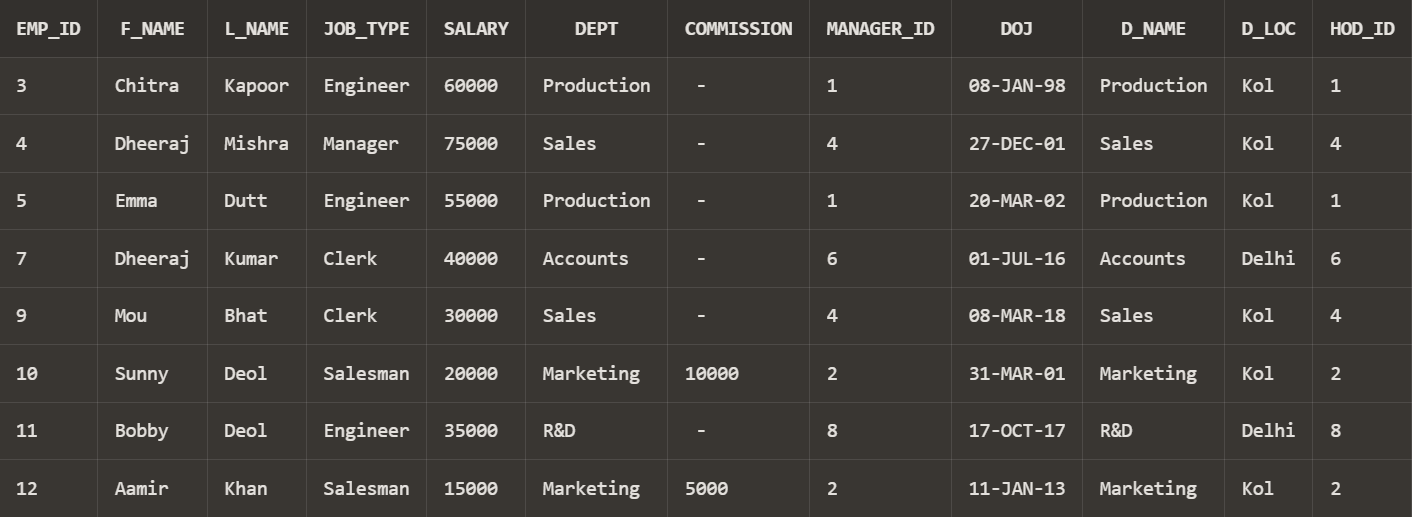 EMP_ID F_NAME L_NAME JOB_TYPE SALARY DEPT COMMISSION MANAGER_ID DOJ D_NAME D_LOC HOD_ID
3 Chitra Kapoor Engineer 60000 Production - 1 08-JAN-98 Production Kol 1
4 Dheeraj Mishra Manager 75000 Sales - 4 27-DEC-01 Sales Kol 4
5 Emma Dutt Engineer 55000 Production - 1 20-MAR-02 Production Kol 1
7 Dheeraj Kumar Clerk 40000 Accounts - 6 01-JUL-16 Accounts Delhi 6
9 Mou Bhat Clerk 30000 Sales - 4 08-MAR-18 Sales Kol 4
10 Sunny Deol Salesman 20000 Marketing 10000 2 31-MAR-01 Marketing Kol 2
11 Bobby Deol Engineer 35000 R&D - 8 17-OCT-17 R&D Delhi 8
12 Aamir Khan Salesman 15000 Marketing 5000 2 11-JAN-13 Marketing Kol 2